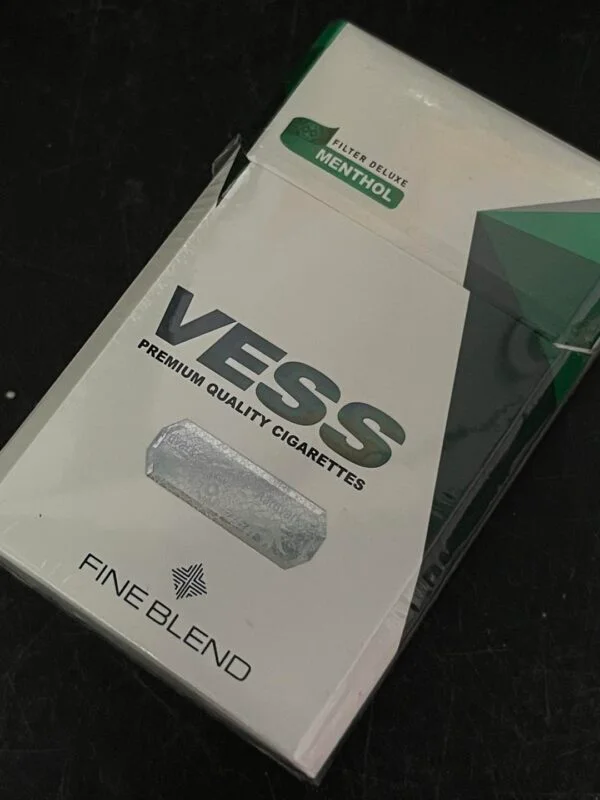 FILTER DELUXE
MENTHOL
VESS
PREMIUM QUALITY CIGARETTES
FINE BLEND